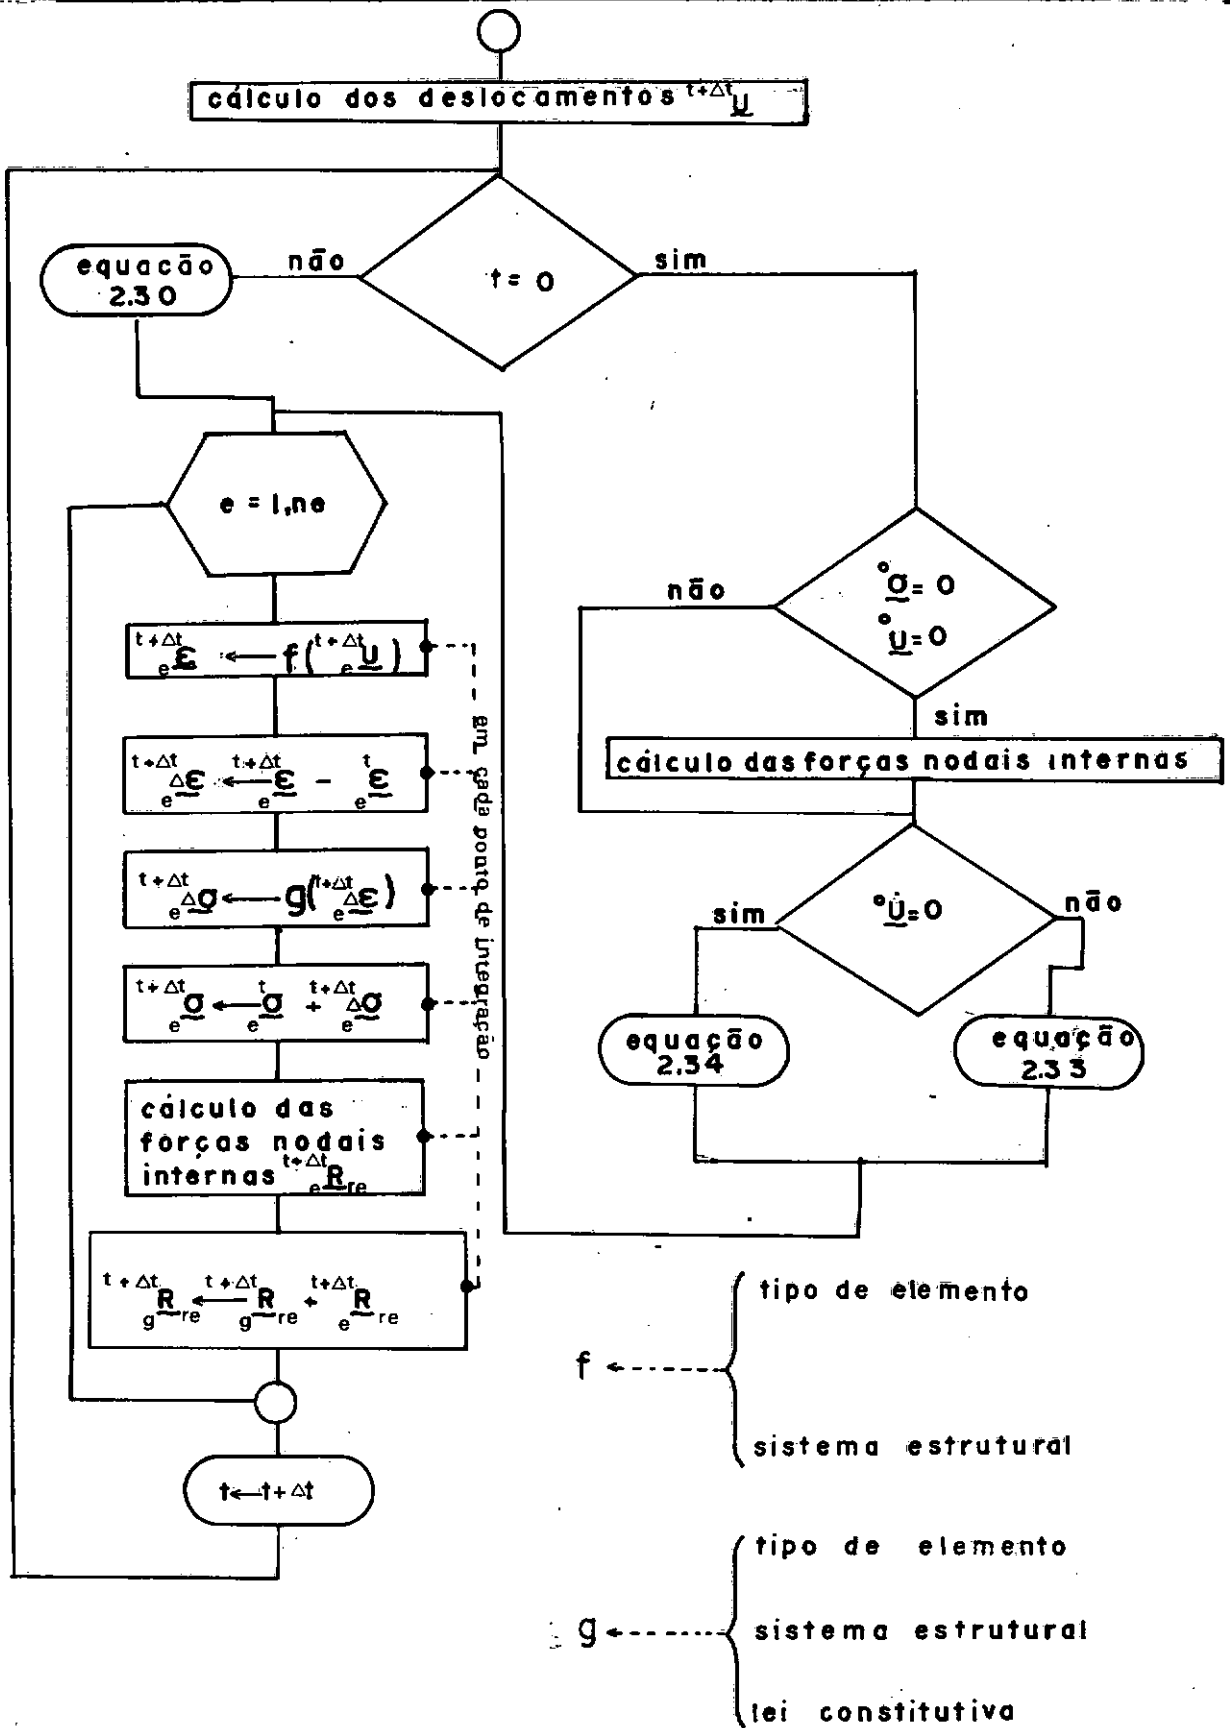 cálculo dos deslocamentos t+Δt U
t = 0
não
sim
equacão
2.30
e = 1,ne
t+Δt e ε ← f(t+Δt e U)
t+Δt e Δε ← t+Δt e ε − t e ε
t+Δt e Δσ ← g(t+Δt e Δε)
t+Δt e σ ← t e σ + t+Δt e Δσ
cálculo das
forças nodais
internas t+Δt e R re
t+Δt g R re ← t+Δt g R re + t+Δt e R re
t ← t + Δt
em cada ponto de integração
°σ = 0
°U = 0
não
sim
cálculo das forças nodais internas
°U̇ = 0
sim
não
equação
2.34
equação
2.33
f
tipo de elemento
sistema estrutural
g
tipo de elemento
sistema estrutural
lei constitutiva